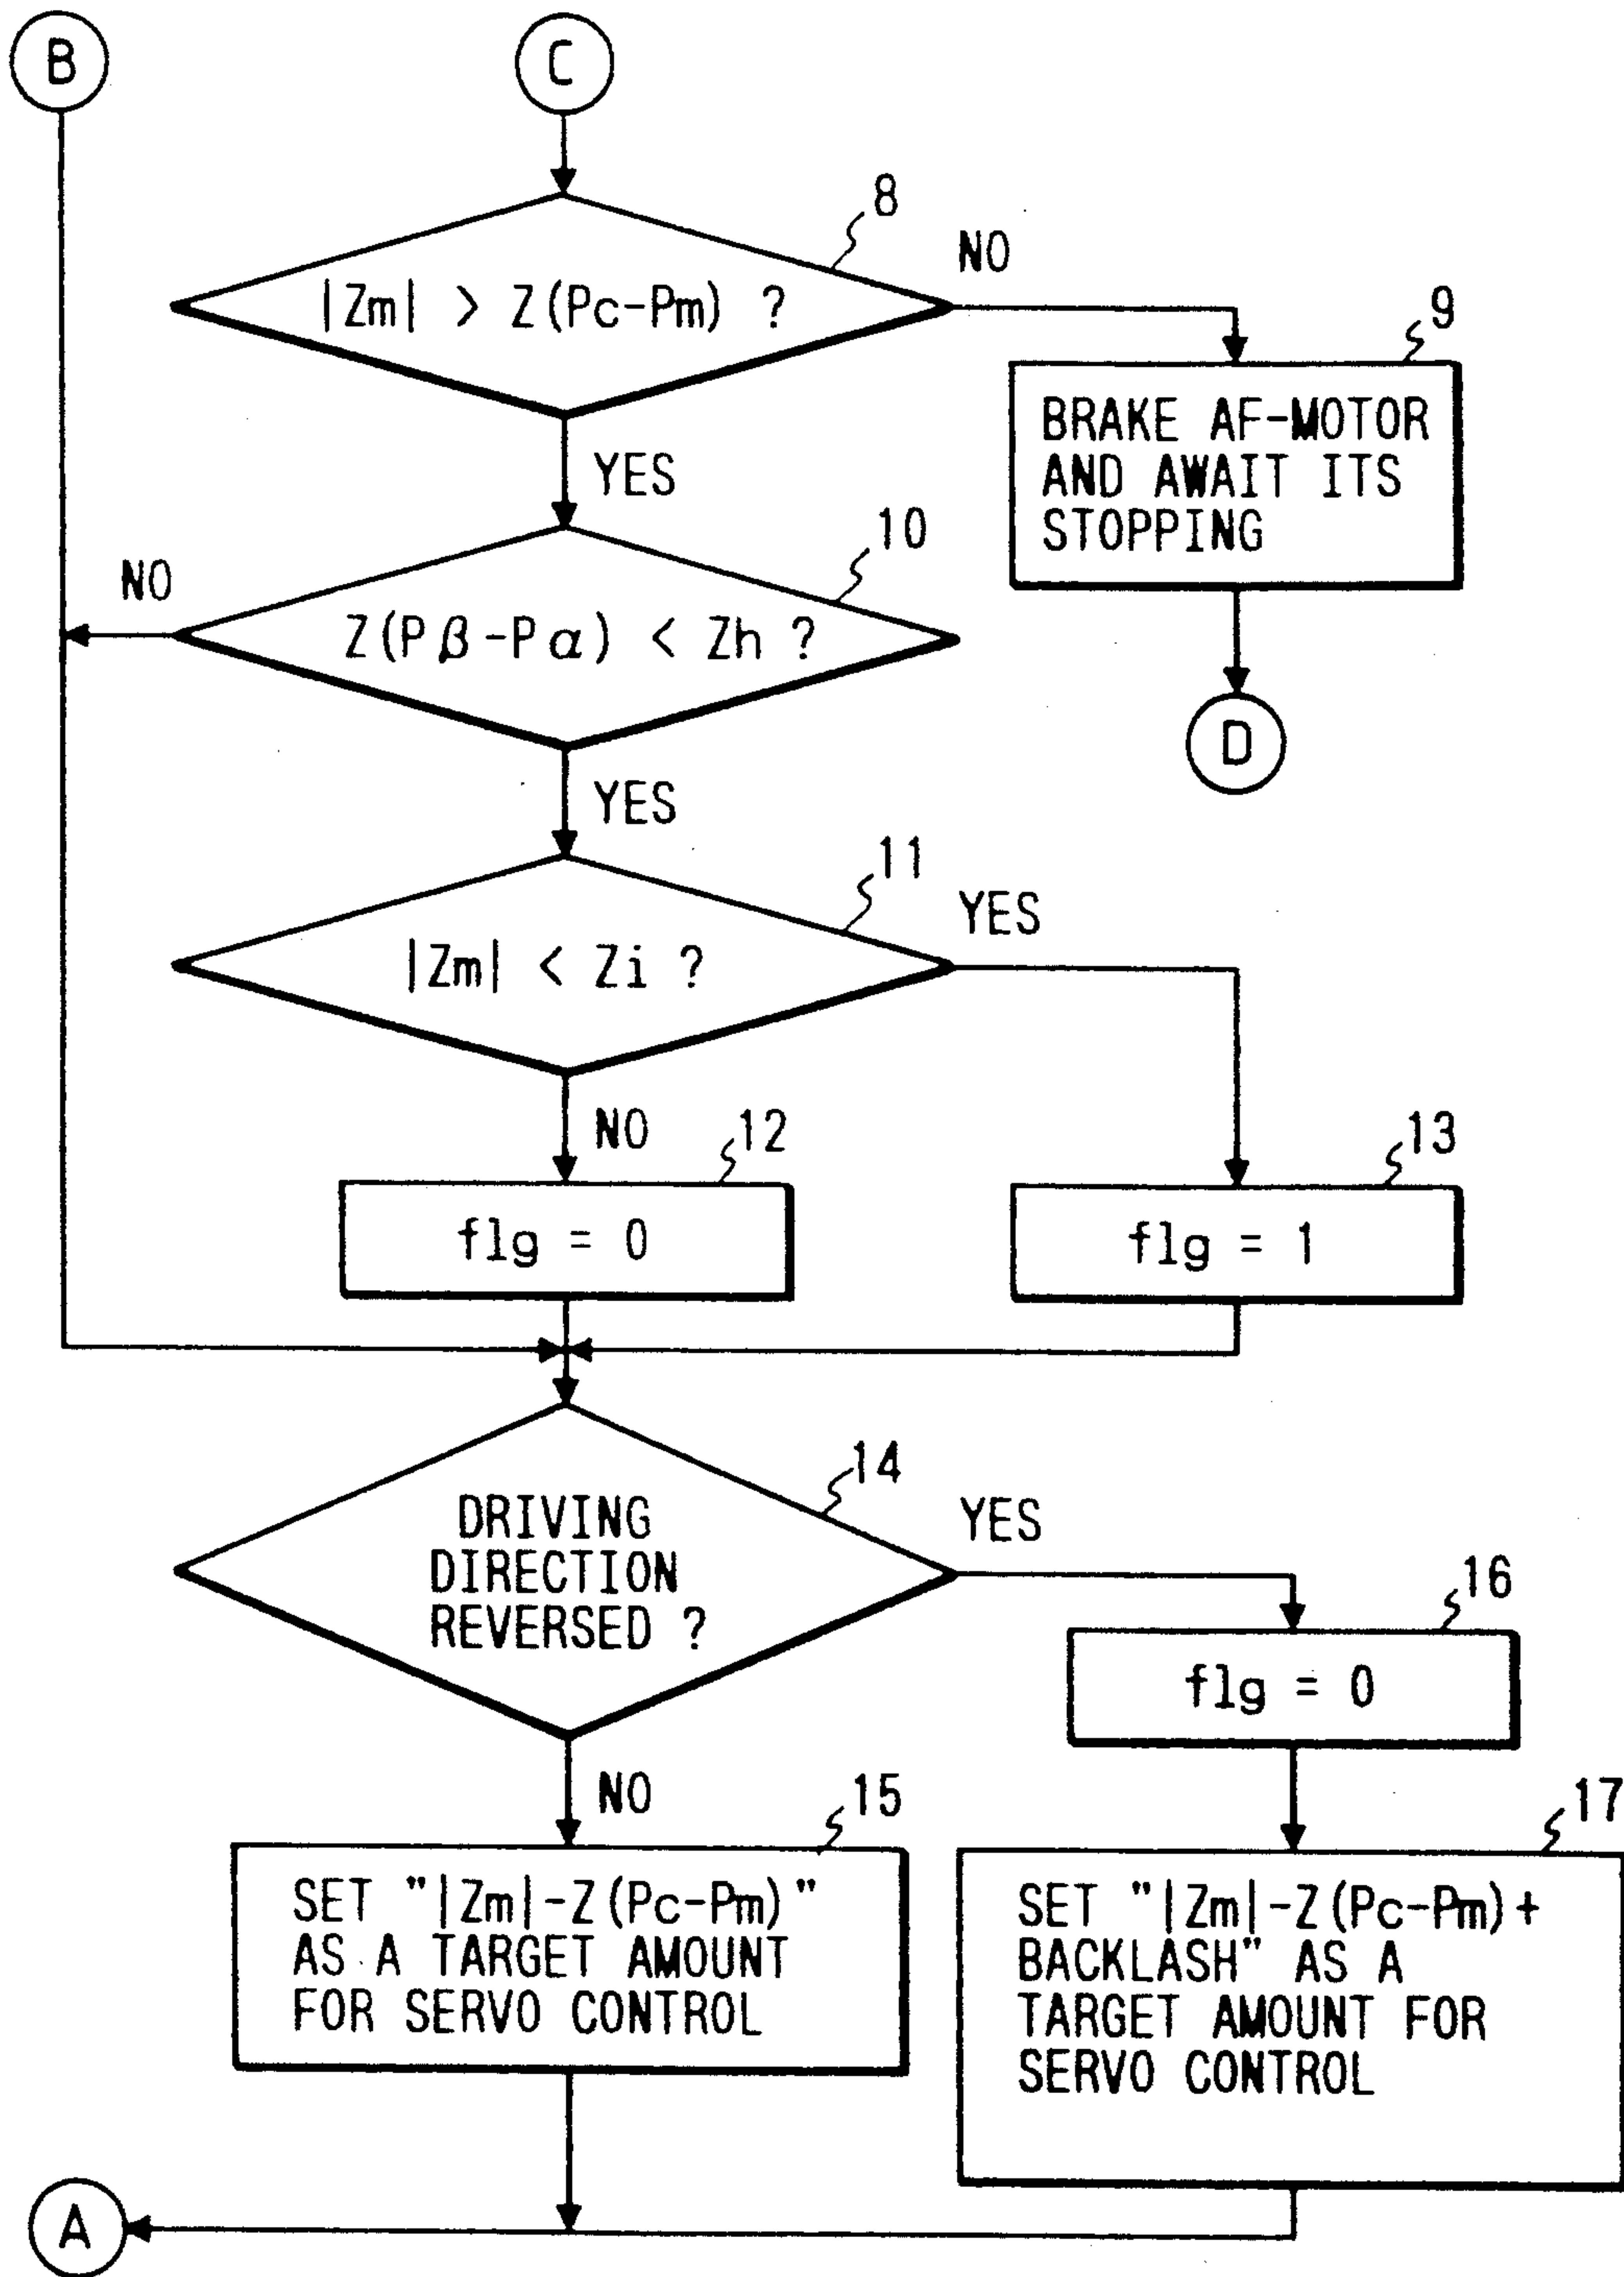 B
C
8
|Zm| > Z(Pc-Pm) ?
NO
9
BRAKE AF-MOTOR
AND AWAIT ITS
STOPPING
YES
10
NO
Z(Pβ-Pα) < Zh ?
D
YES
11
|Zm| < Zi ?
YES
NO
12
13
flg = 0
flg = 1
14
DRIVING
DIRECTION
REVERSED ?
YES
16
flg = 0
NO
15
17
SET "|Zm|-Z(Pc-Pm)"
AS A TARGET AMOUNT
FOR SERVO CONTROL
SET "|Zm|-Z(Pc-Pm)+
BACKLASH" AS A
TARGET AMOUNT FOR
SERVO CONTROL
A